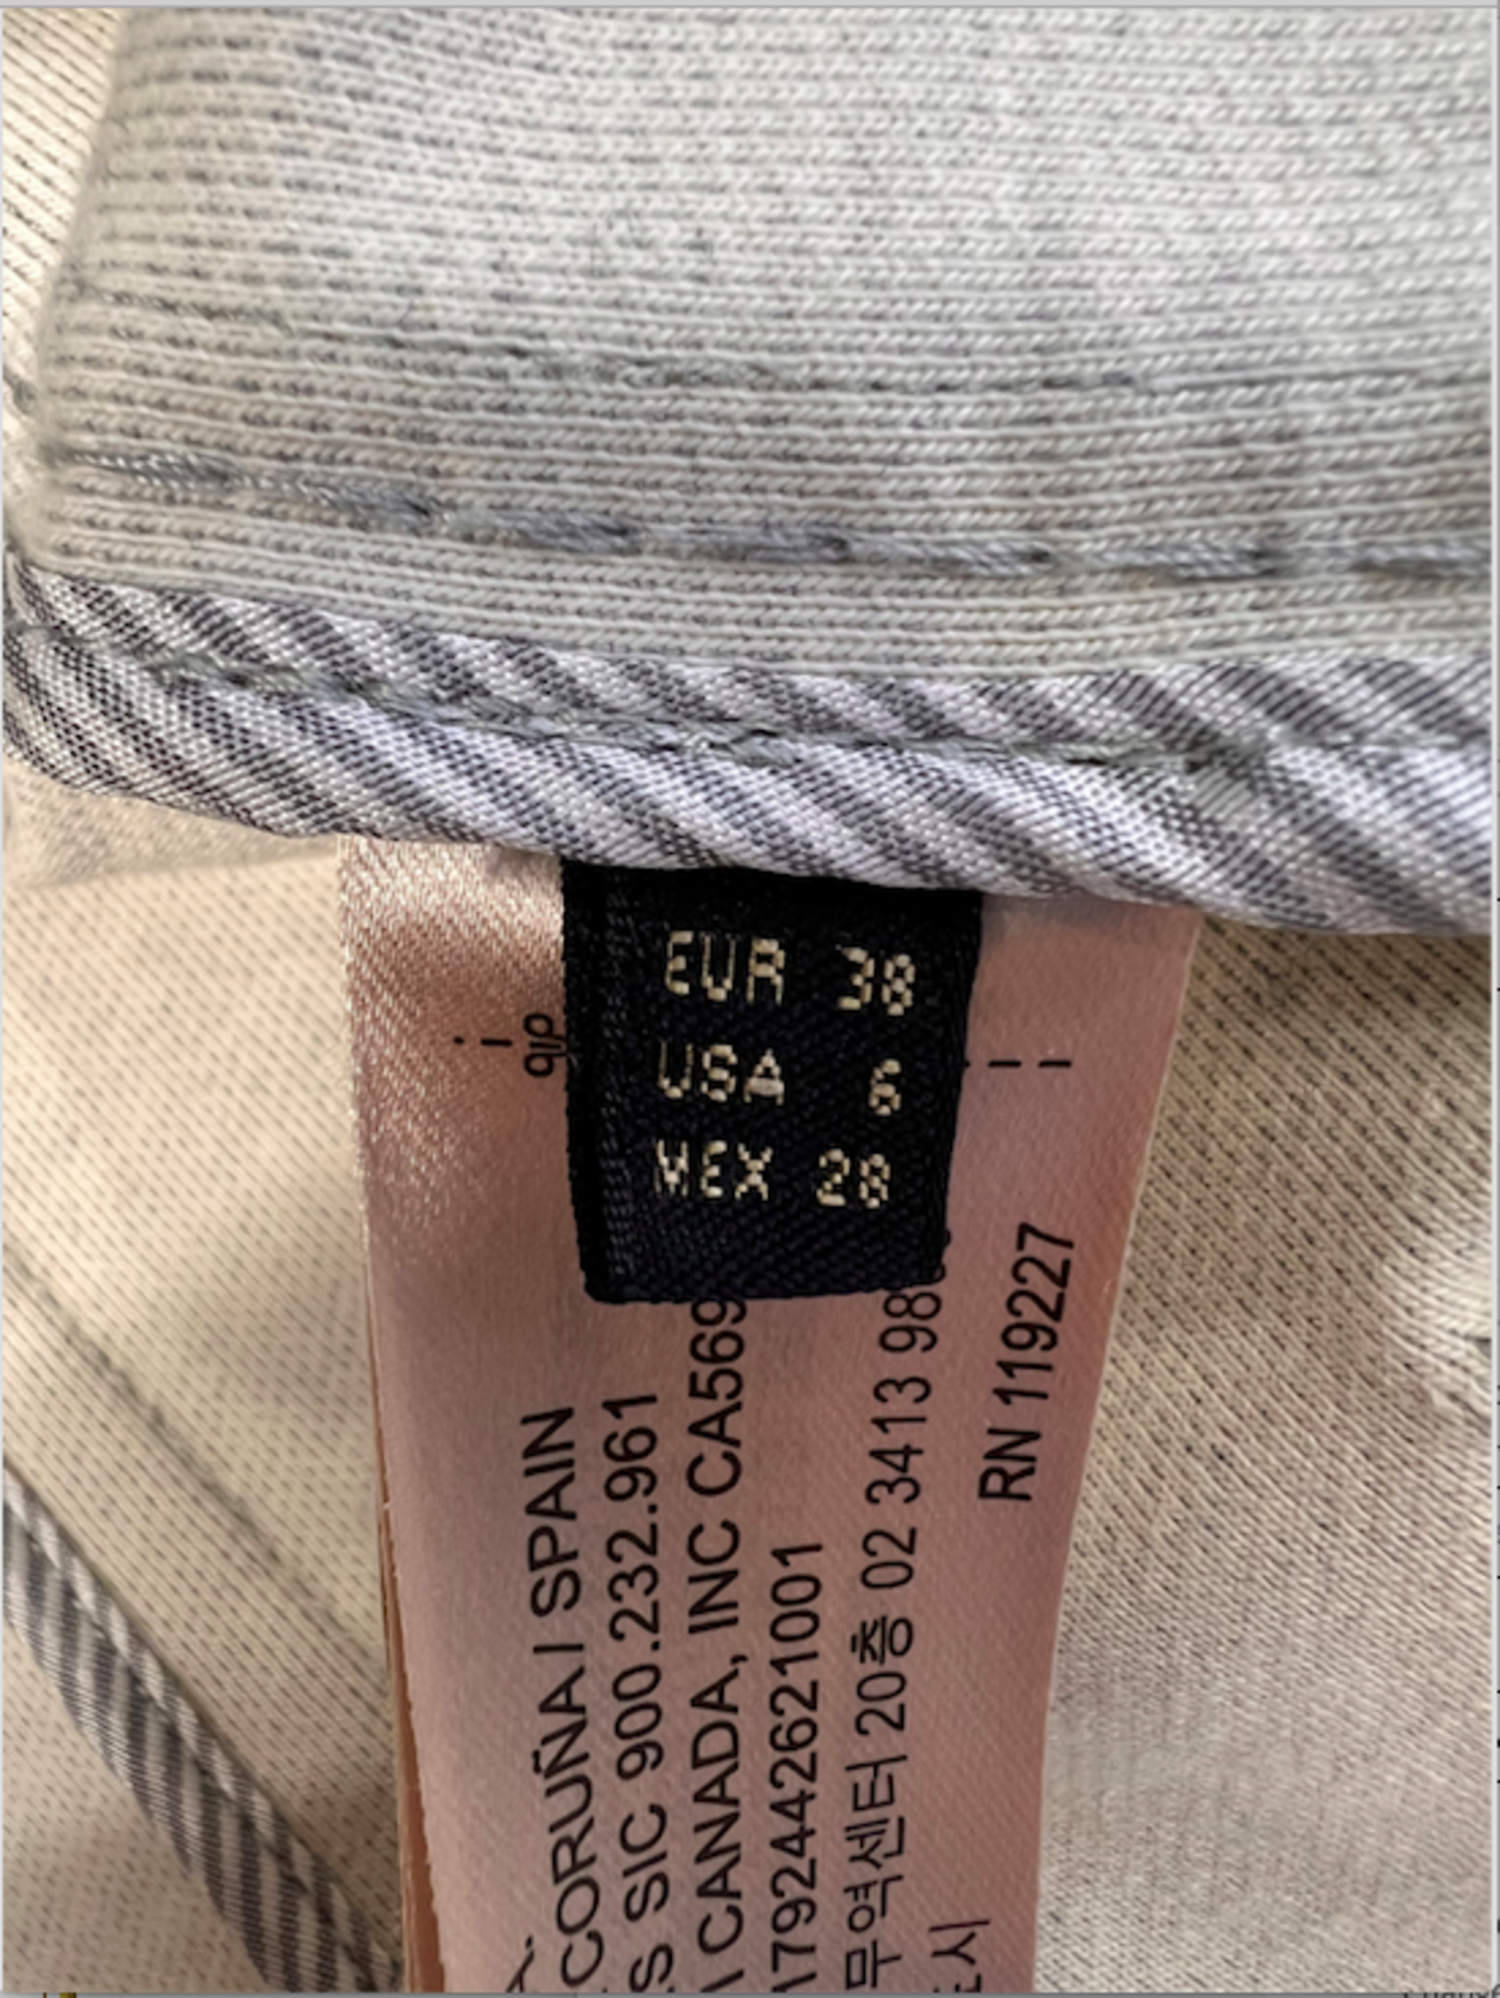 EUR 38
USA 6
MEX 28
CORUÑA / SPAIN
SIC 900.232.961
CANADA, INC CA569
무역센터 20층 02 3413 98
RN 119227